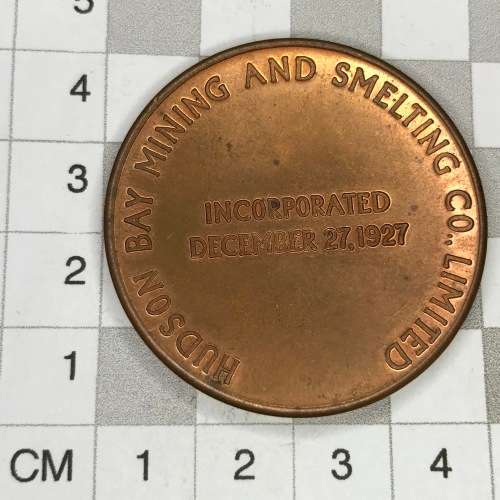 HUDSON BAY MINING AND SMELTING CO., LIMITED
INCORPORATED
DECEMBER 27, 1927
5
4
3
2
1
CM 1 2 3 4